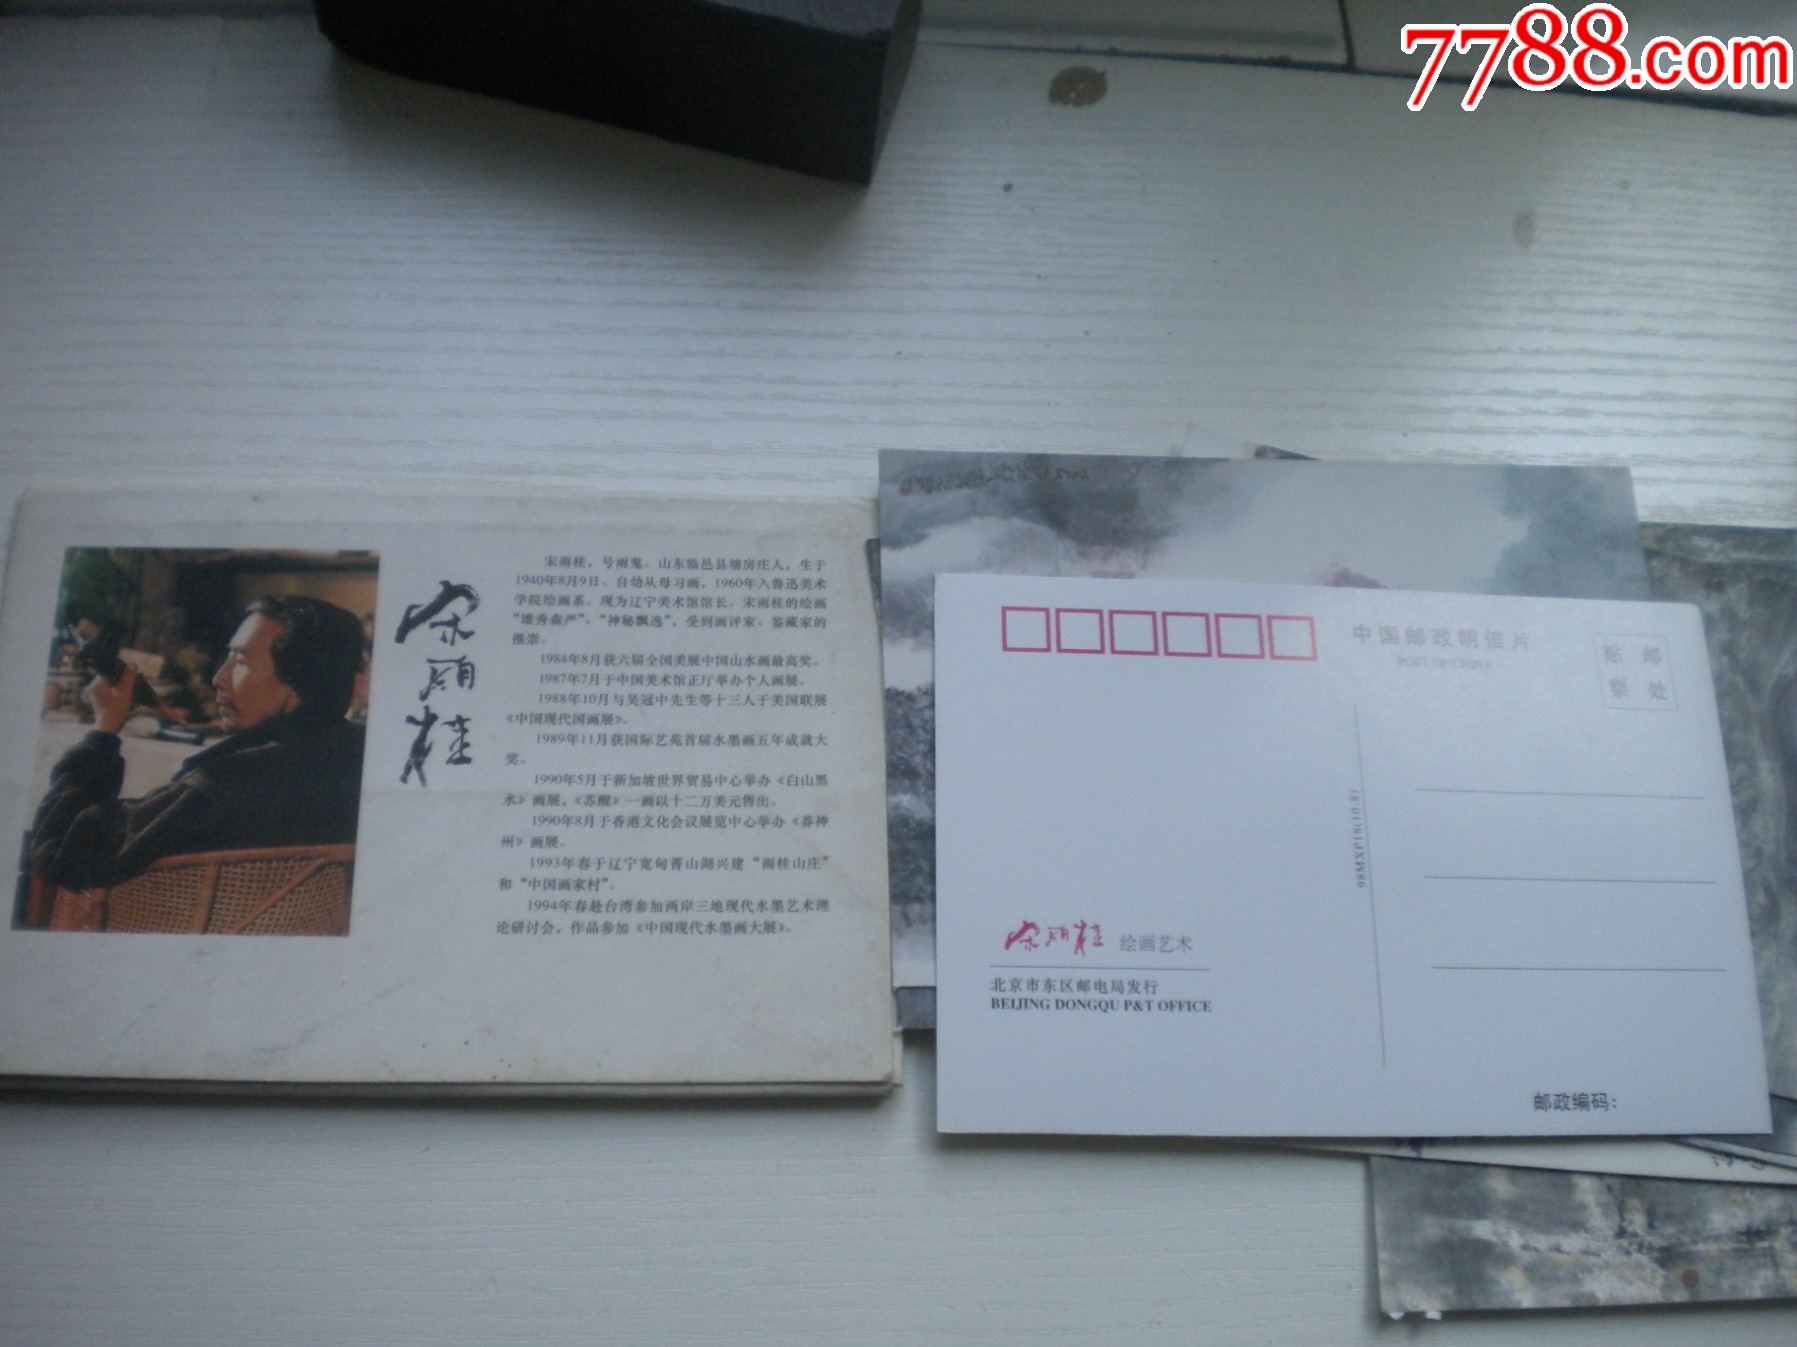 7788.com
宋雨桂
宋雨桂，号雨鬼。山东临邑县塘房庄人，生于
1940年8月9日。自幼从母习画，1960年入鲁迅美术
学院绘画系。现为辽宁美术馆馆长。宋雨桂的绘画
“雄秀森严”、“神秘飘逸”，受到画评家、鉴藏家的
推崇。
1984年8月获六届全国美展中国山水画最高奖。
1987年7月于中国美术馆正厅举办个人画展。
1988年10月与吴冠中先生等十三人于美国联展
《中国现代国画展》。
1989年11月获国际艺苑首届水墨画五年成就大
奖。
1990年5月于新加坡世界贸易中心举办《白山黑
水》画展，《苏醒》一画以十二万美元售出。
1990年8月于香港文化会议展览中心举办《莽神
州》画展。
1993年春于辽宁宽甸菁山湖兴建“雨桂山庄”
和“中国画家村”。
1994年春赴台湾参加两岸三地现代水墨艺术理
论研讨会，作品参加《中国现代水墨画大展》。
中国邮政明信片
POST OF CHINA
贴 邮
票 处
98MXP18(10-8)
宋雨桂 绘画艺术
北京市东区邮电局发行
BEIJING DONGQU P&T OFFICE
邮政编码：